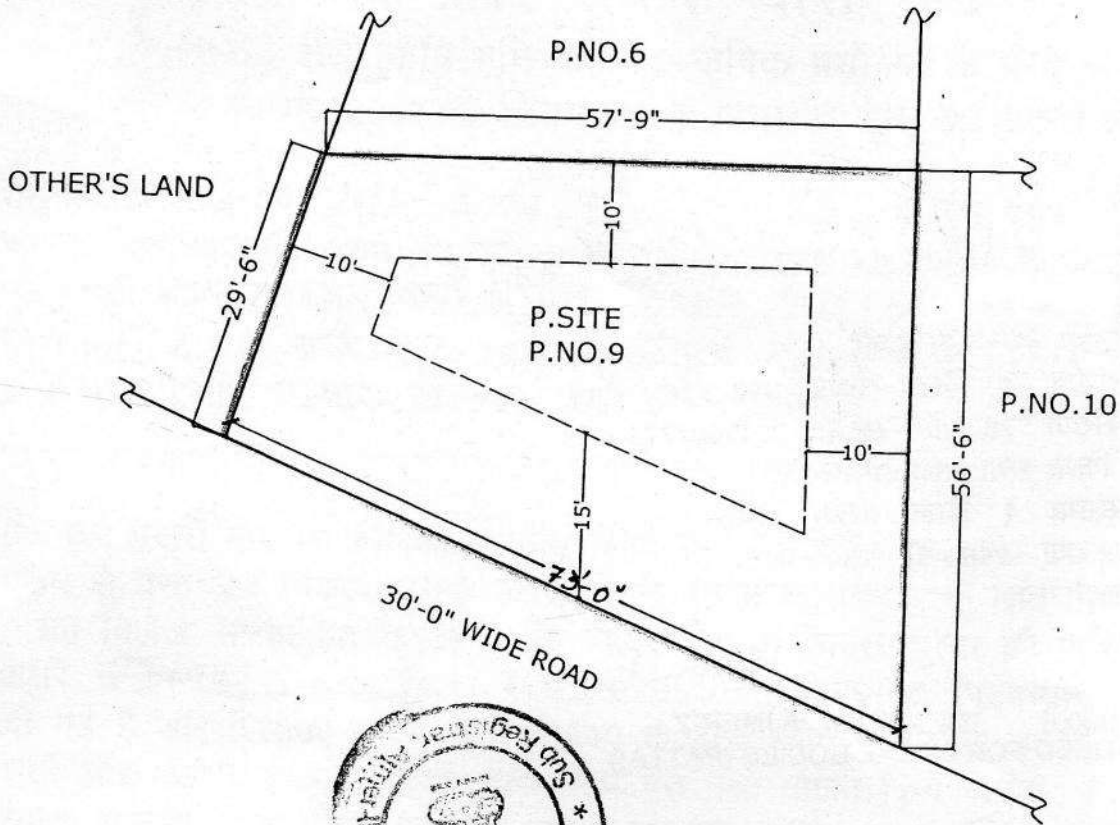 P.NO.6
57'-9"
OTHER'S LAND
29'-6"
10'
10'
P.SITE
P.NO.9
P.NO.10
56'-6"
10'
15'
73'-0"
30'-0" WIDE ROAD
Sub Registrar, Ajmer
*